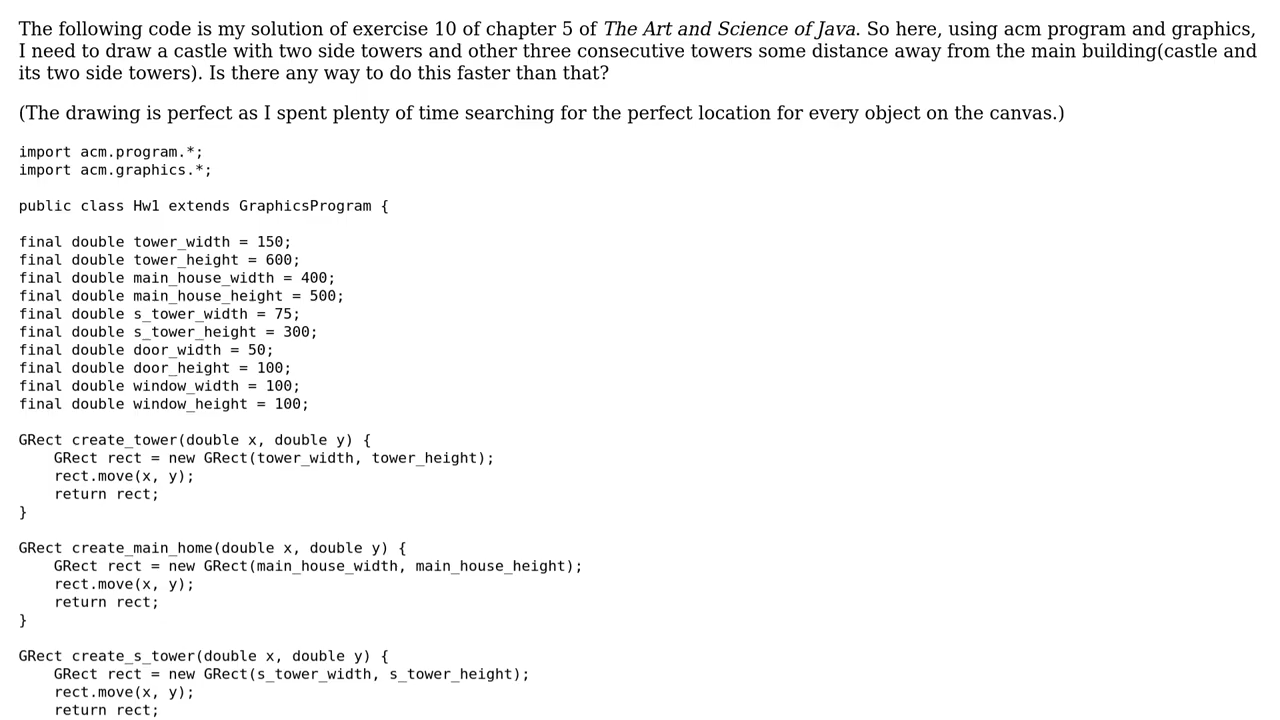 The following code is my solution of exercise 10 of chapter 5 of The Art and Science of Java. So here, using acm program and graphics,
I need to draw a castle with two side towers and other three consecutive towers some distance away from the main building(castle and
its two side towers). Is there any way to do this faster than that?
(The drawing is perfect as I spent plenty of time searching for the perfect location for every object on the canvas.)
import acm.program.*;
import acm.graphics.*;
public class Hw1 extends GraphicsProgram {
final double tower_width = 150;
final double tower_height = 600;
final double main_house_width = 400;
final double main_house_height = 500;
final double s_tower_width = 75;
final double s_tower_height = 300;
final double door_width = 50;
final double door_height = 100;
final double window_width = 100;
final double window_height = 100;
GRect create_tower(double x, double y) {
    GRect rect = new GRect(tower_width, tower_height);
    rect.move(x, y);
    return rect;
}
GRect create_main_home(double x, double y) {
    GRect rect = new GRect(main_house_width, main_house_height);
    rect.move(x, y);
    return rect;
}
GRect create_s_tower(double x, double y) {
    GRect rect = new GRect(s_tower_width, s_tower_height);
    rect.move(x, y);
    return rect;